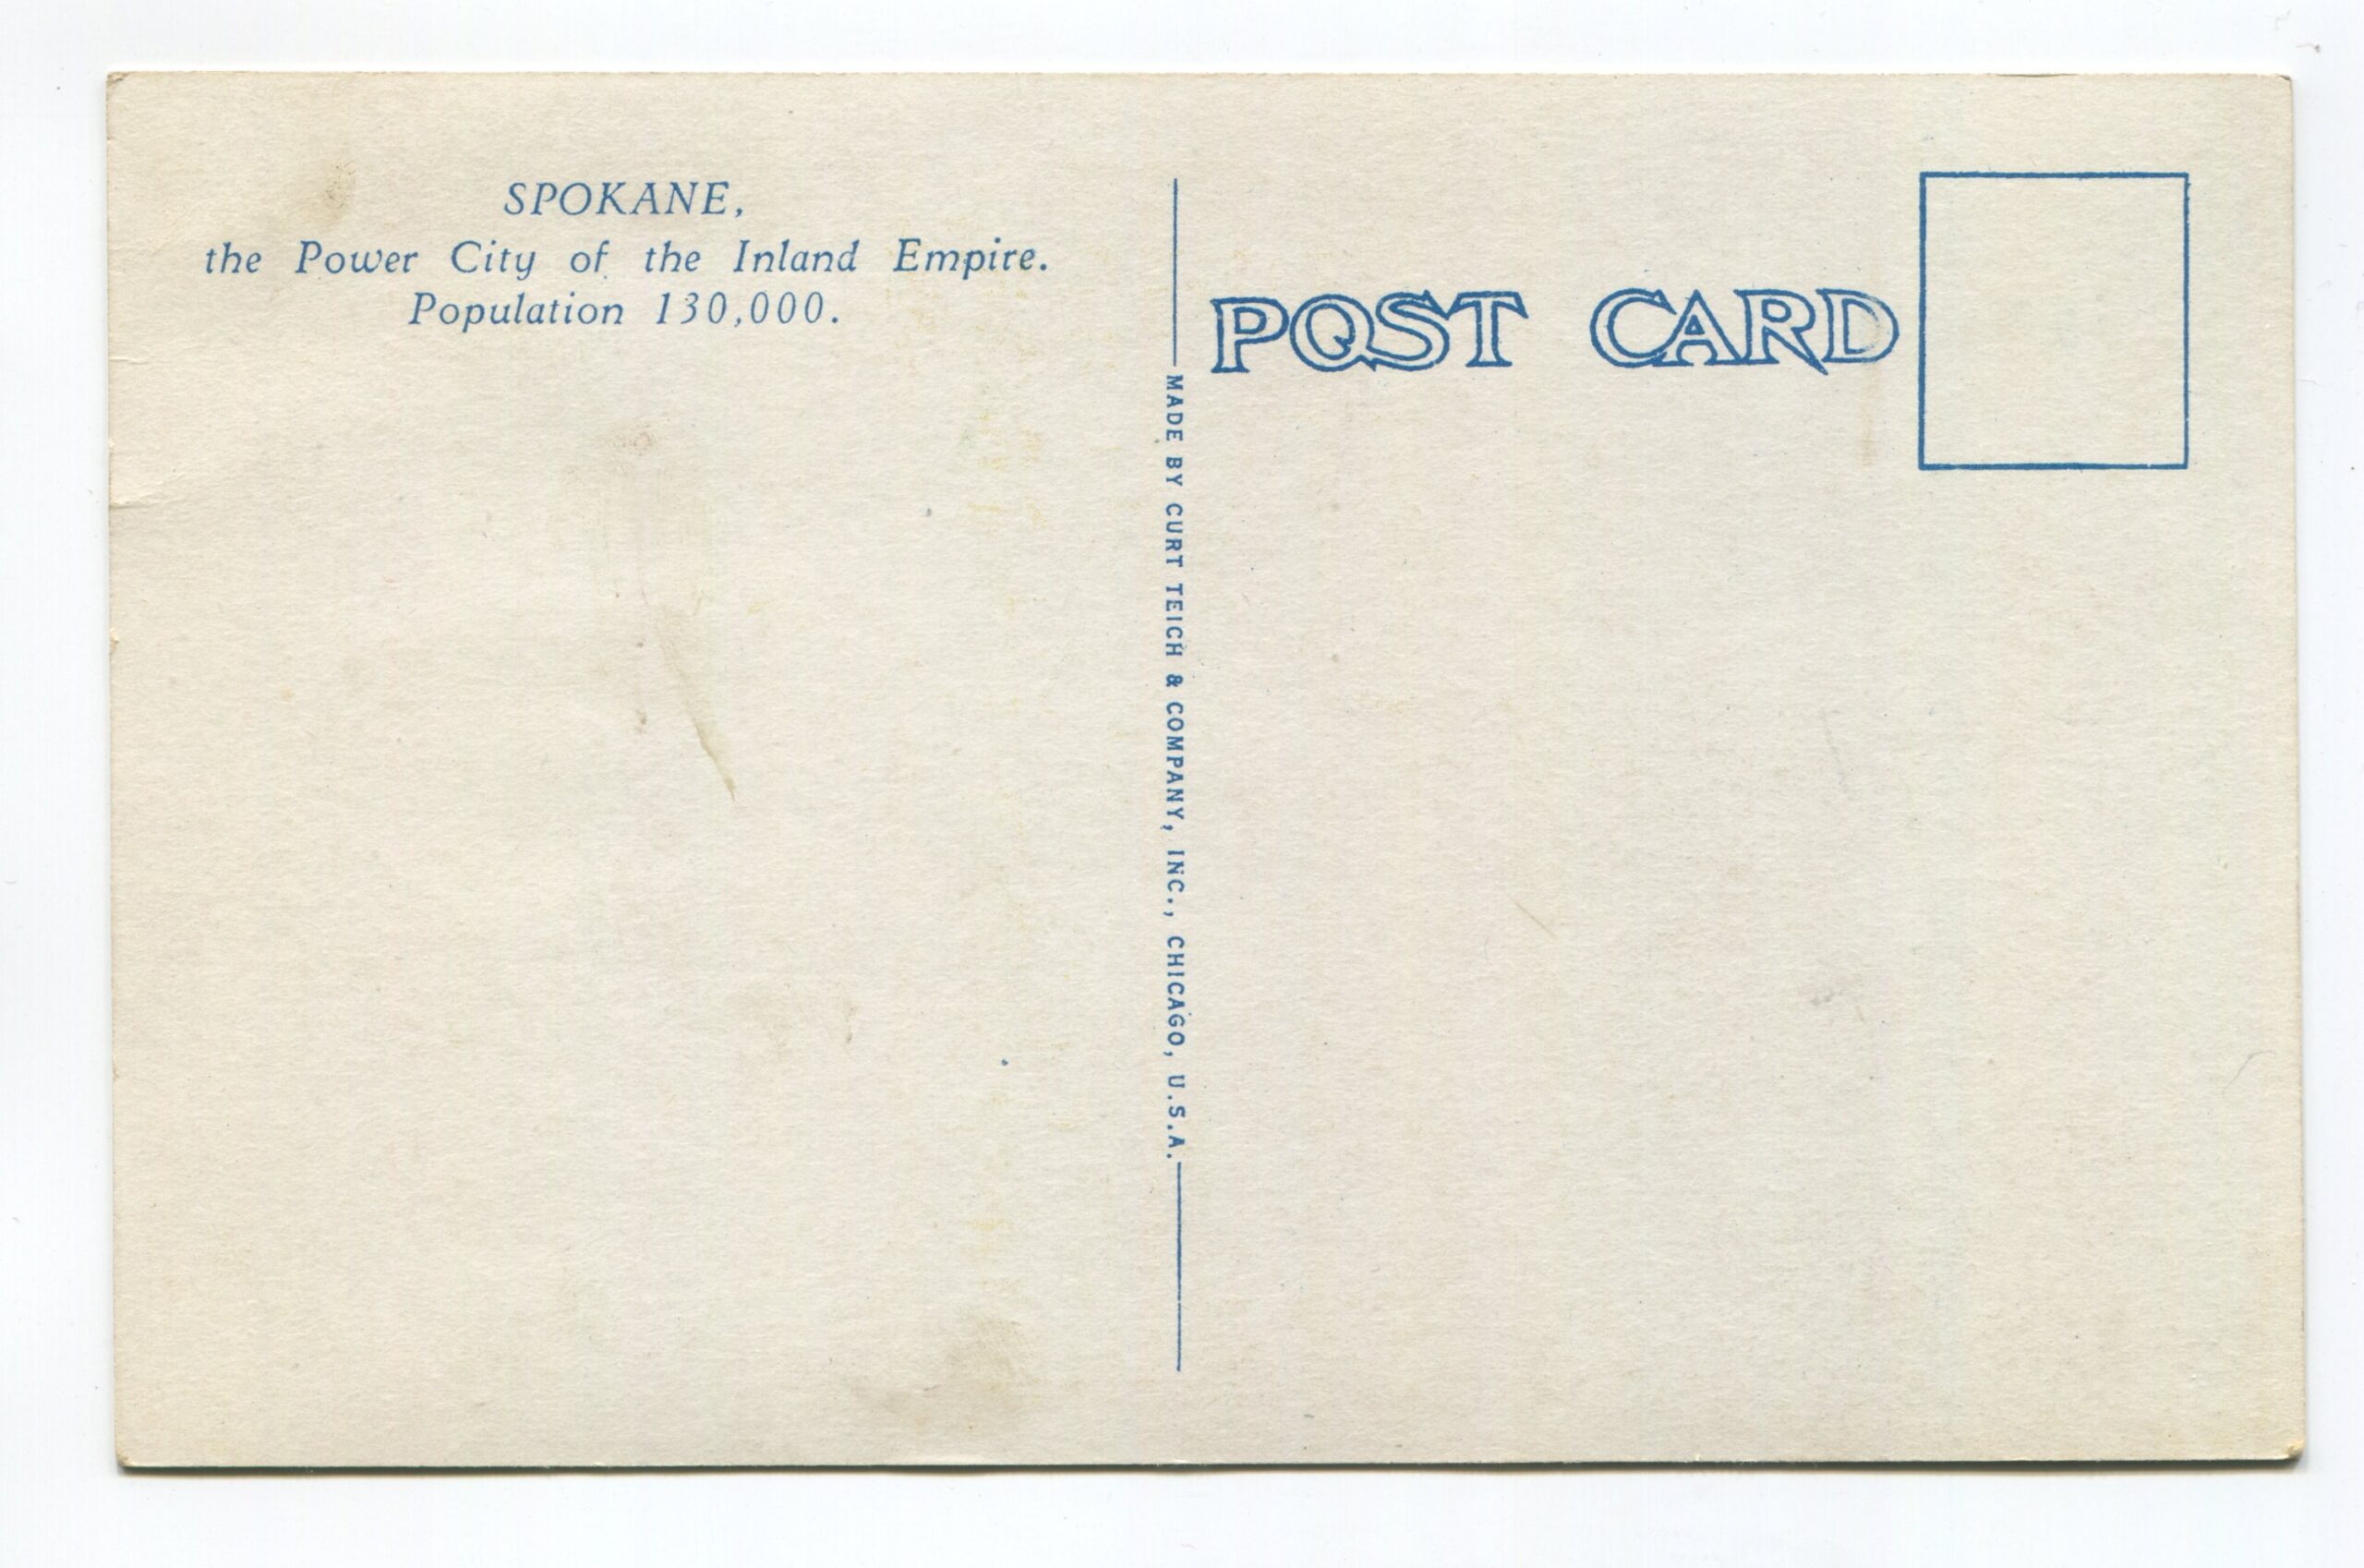 SPOKANE,
the Power City of the Inland Empire.
Population 130,000.
MADE BY CURT TEICH & COMPANY, INC., CHICAGO, U.S.A.
POST CARD